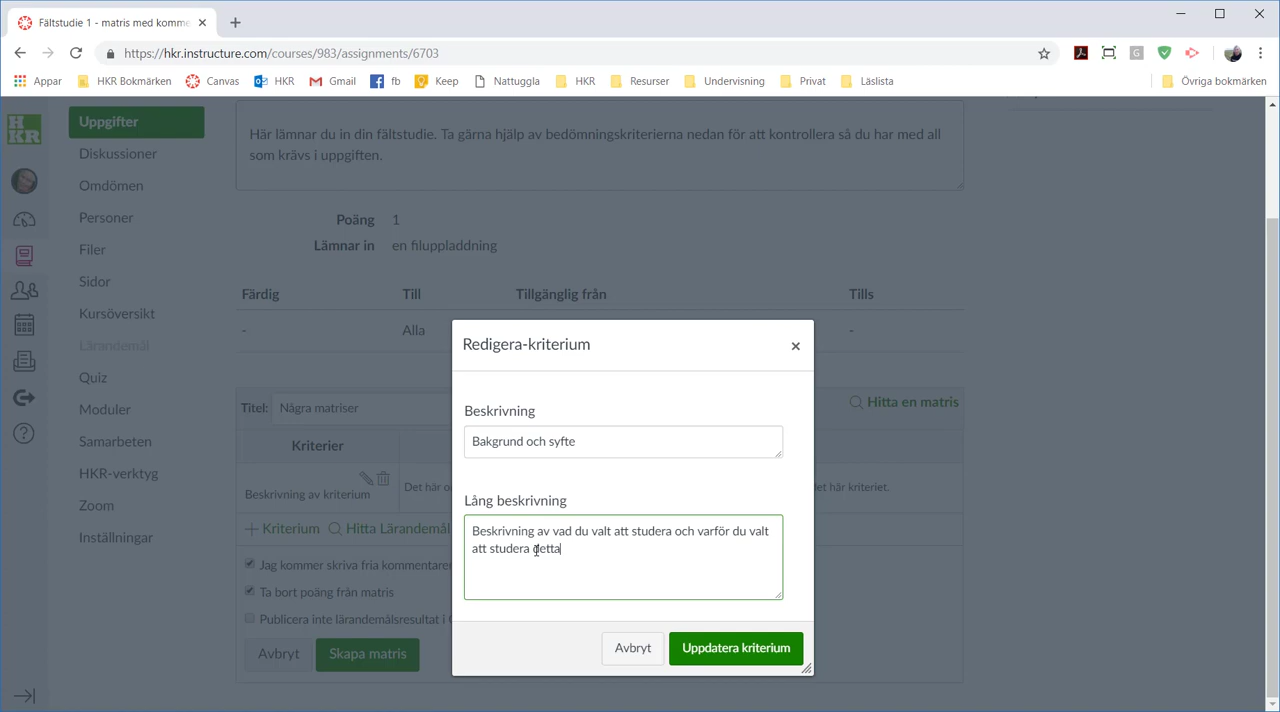 Fältstudie 1 - matris med komme
https://hkr.instructure.com/courses/983/assignments/6703
Appar HKR Bokmärken Canvas HKR Gmail fb Keep Nattuggla HKR Resurser Undervisning Privat Läslista Övriga bokmärken
HKR
Uppgifter
Diskussioner
Omdömen
Personer
Filer
Sidor
Kursöversikt
Lärandemål
Quiz
Moduler
Samarbeten
HKR-verktyg
Zoom
Inställningar
Här lämnar du in din fältstudie. Ta gärna hjälp av bedömningskriterierna nedan för att kontrollera så du har med all
som krävs i uppgiften.
Poäng 1
Lämnar in en filuppladdning
Färdig Till Tillgänglig från Tills
- Alla -
Titel: Några matriser Hitta en matris
Kriterier
Beskrivning av kriterium
Det här o
det här kriteriet.
Kriterium Hitta Lärandemål
Jag kommer skriva fria kommentare
Ta bort poäng från matris
Publicera inte lärandemålsresultat i
Avbryt Skapa matris
Redigera-kriterium
×
Beskrivning
Bakgrund och syfte
Lång beskrivning
Beskrivning av vad du valt att studera och varför du valt
att studera detta
Avbryt Uppdatera kriterium